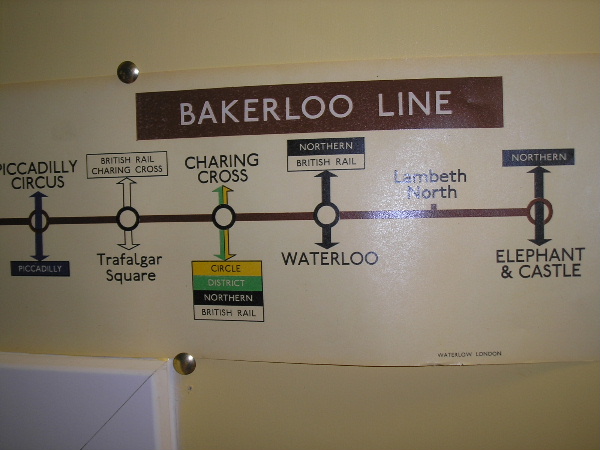 BAKERLOO LINE
PICCADILLY
CIRCUS
PICCADILLY
BRITISH RAIL
CHARING CROSS
Trafalgar
Square
CHARING
CROSS
CIRCLE
DISTRICT
NORTHERN
BRITISH RAIL
NORTHERN
BRITISH RAIL
WATERLOO
Lambeth
North
NORTHERN
ELEPHANT
& CASTLE
WATERLOW LONDON